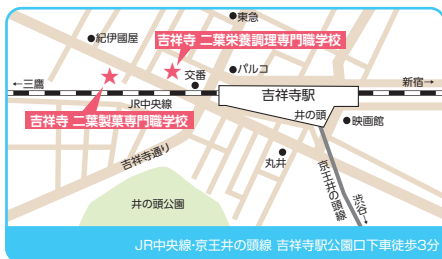 東急
紀伊國屋
吉祥寺 二葉栄養調理専門職学校
パルコ
交番
←三鷹
新宿→
JR中央線
吉祥寺駅
井の頭
吉祥寺 二葉製菓専門職学校
映画館
吉祥寺通り
丸井
京王井の頭線
井の頭公園
渋谷→
JR中央線・京王井の頭線 吉祥寺駅公園口下車徒歩3分